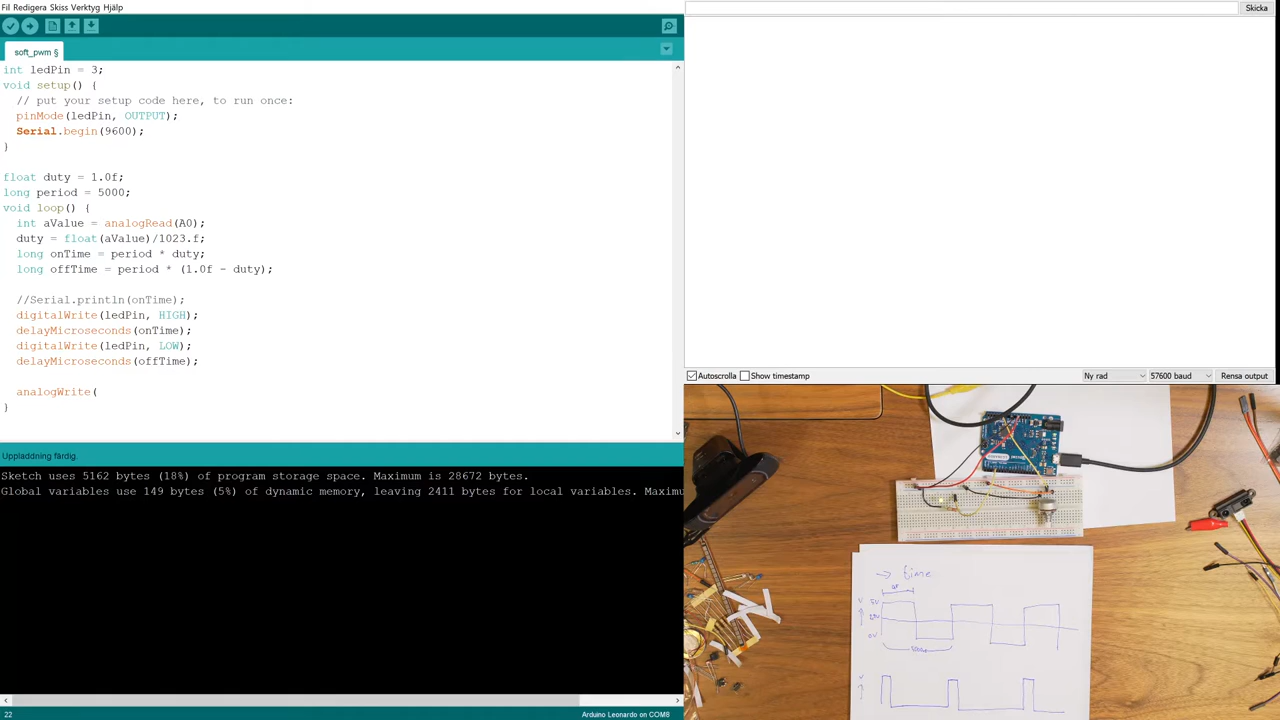 Fil Redigera Skiss Verktyg Hjälp
Skicka
soft_pwm §
int ledPin = 3;
void setup() {
// put your setup code here, to run once:
pinMode(ledPin, OUTPUT);
Serial.begin(9600);
}
float duty = 1.0f;
long period = 5000;
void loop() {
int aValue = analogRead(A0);
duty = float(aValue)/1023.f;
long onTime = period * duty;
long offTime = period * (1.0f - duty);
//Serial.println(onTime);
digitalWrite(ledPin, HIGH);
delayMicroseconds(onTime);
digitalWrite(ledPin, LOW);
delayMicroseconds(offTime);
analogWrite(
}
Autoscrolla Show timestamp Ny rad 57600 baud Rensa output
Uppladdning färdig.
Sketch uses 5162 bytes (18%) of program storage space. Maximum is 28672 bytes.
Global variables use 149 bytes (5%) of dynamic memory, leaving 2411 bytes for local variables. Maximu
22 Arduino Leonardo on COM8
→ time
V 5V
0V
V